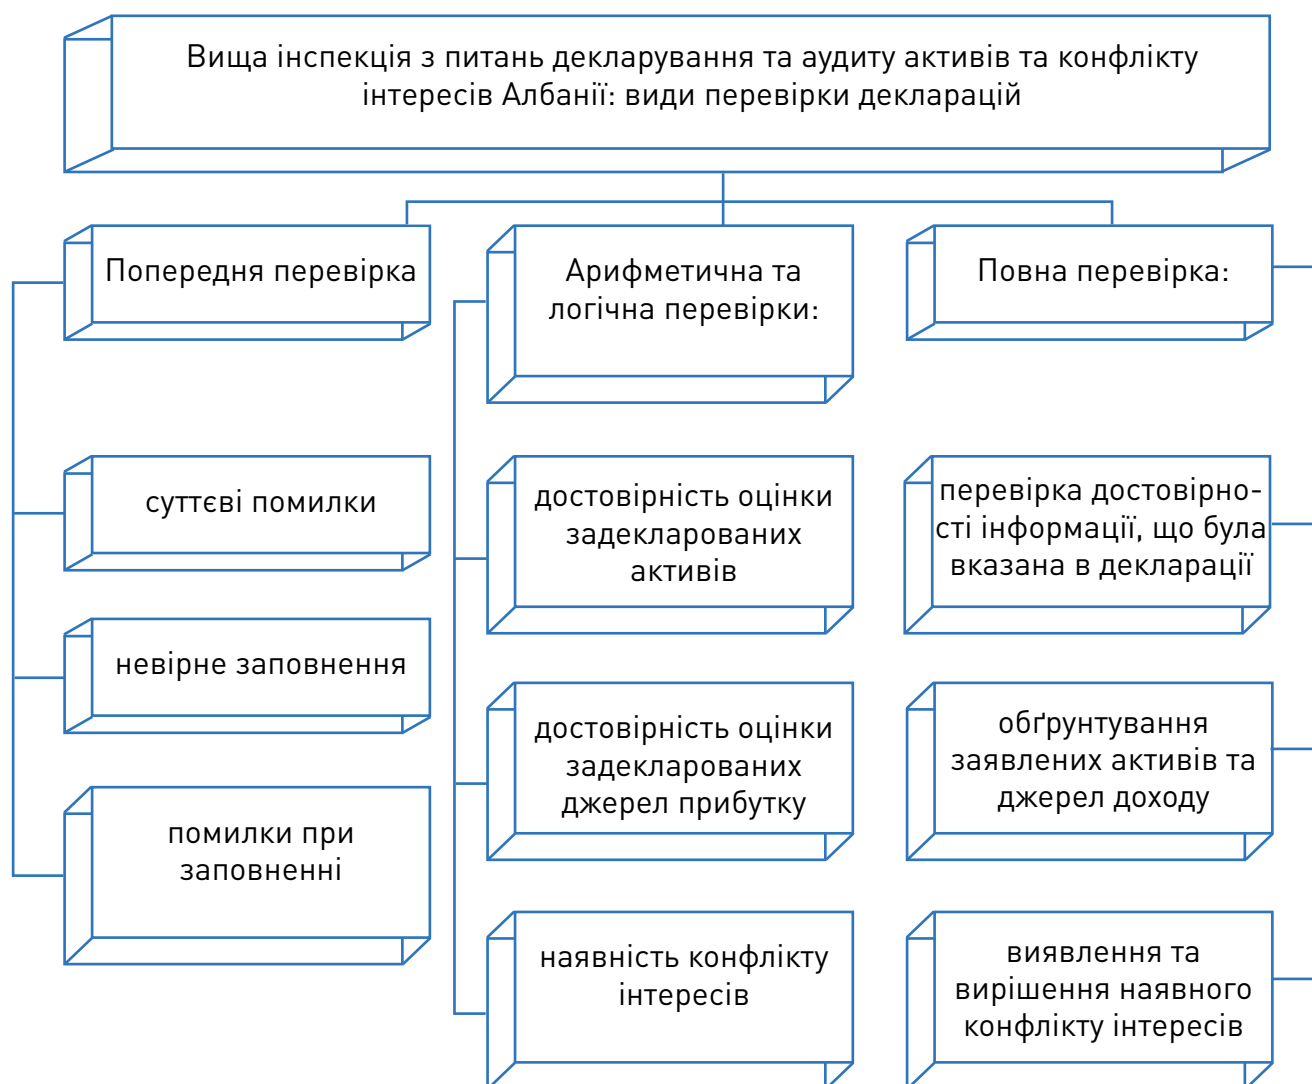 Вища інспекція з питань декларування та аудиту активів та конфлікту
інтересів Албанії: види перевірки декларацій
Попередня перевірка
суттєві помилки
невірне заповнення
помилки при
заповненні
Арифметична та
логічна перевірки:
достовірність оцінки
задекларованих
активів
достовірність оцінки
задекларованих
джерел прибутку
наявність конфлікту
інтересів
Повна перевірка:
перевірка достовірно-
сті інформації, що була
вказана в декларації
обґрунтування
заявлених активів та
джерел доходу
виявлення та
вирішення наявного
конфлікту інтересів